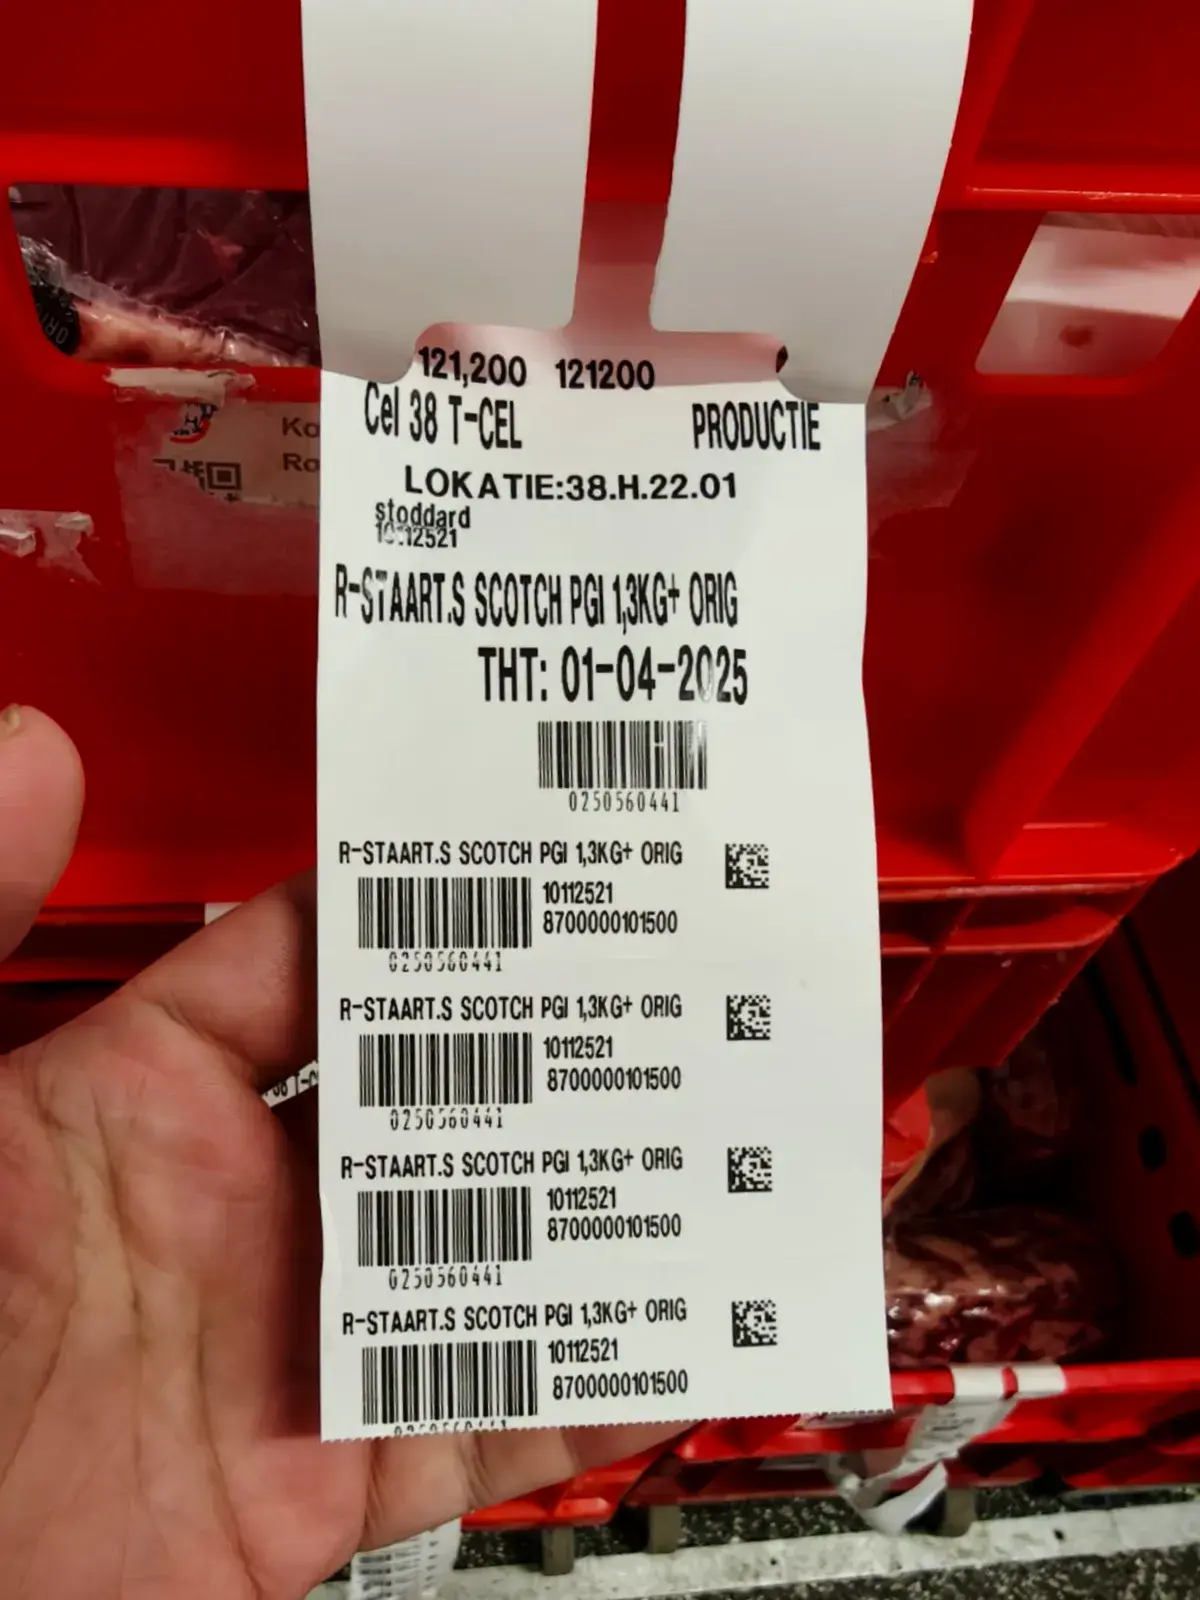 121,200 121200
Cel 38 T-CEL PRODUCTIE
LOKATIE:38.H.22.01
stoddard
10112521
R-STAART.S SCOTCH PGI 1,3KG+ ORIG
THT: 01-04-2025
0250560441
R-STAART.S SCOTCH PGI 1,3KG+ ORIG
10112521
8700000101500
0250560441
R-STAART.S SCOTCH PGI 1,3KG+ ORIG
10112521
8700000101500
0250560441
R-STAART.S SCOTCH PGI 1,3KG+ ORIG
10112521
8700000101500
0250560441
R-STAART.S SCOTCH PGI 1,3KG+ ORIG
10112521
8700000101500